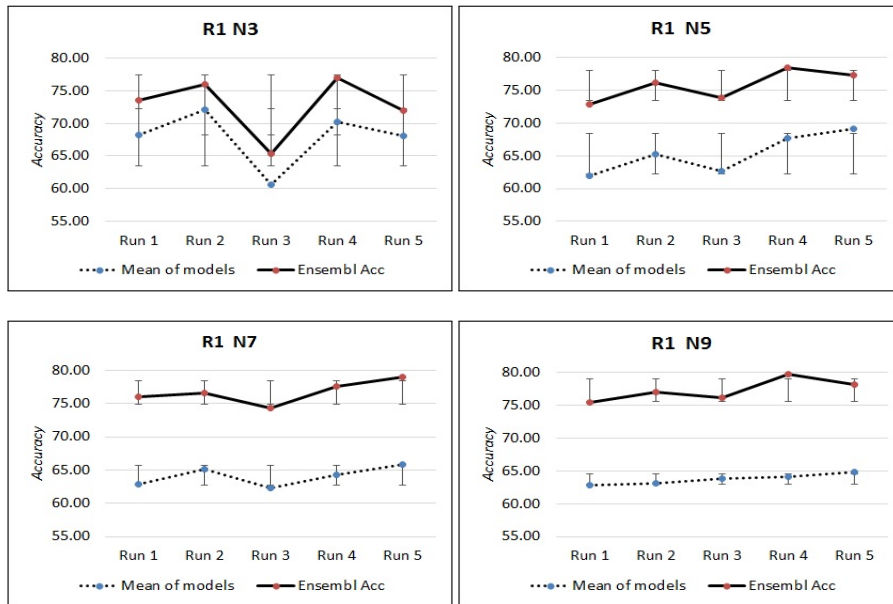 R1 N3
80.00
75.00
70.00
65.00
60.00
55.00
Accuracy
Run 1 Run 2 Run 3 Run 4 Run 5
Mean of models Ensembl Acc
R1 N5
80.00
75.00
70.00
65.00
60.00
55.00
Accuracy
Run 1 Run 2 Run 3 Run 4 Run 5
Mean of models Ensembl Acc
R1 N7
80.00
75.00
70.00
65.00
60.00
55.00
Accuracy
Run 1 Run 2 Run 3 Run 4 Run 5
Mean of models Ensembl Acc
R1 N9
80.00
75.00
70.00
65.00
60.00
55.00
Accuracy
Run 1 Run 2 Run 3 Run 4 Run 5
Mean of models Ensembl Acc